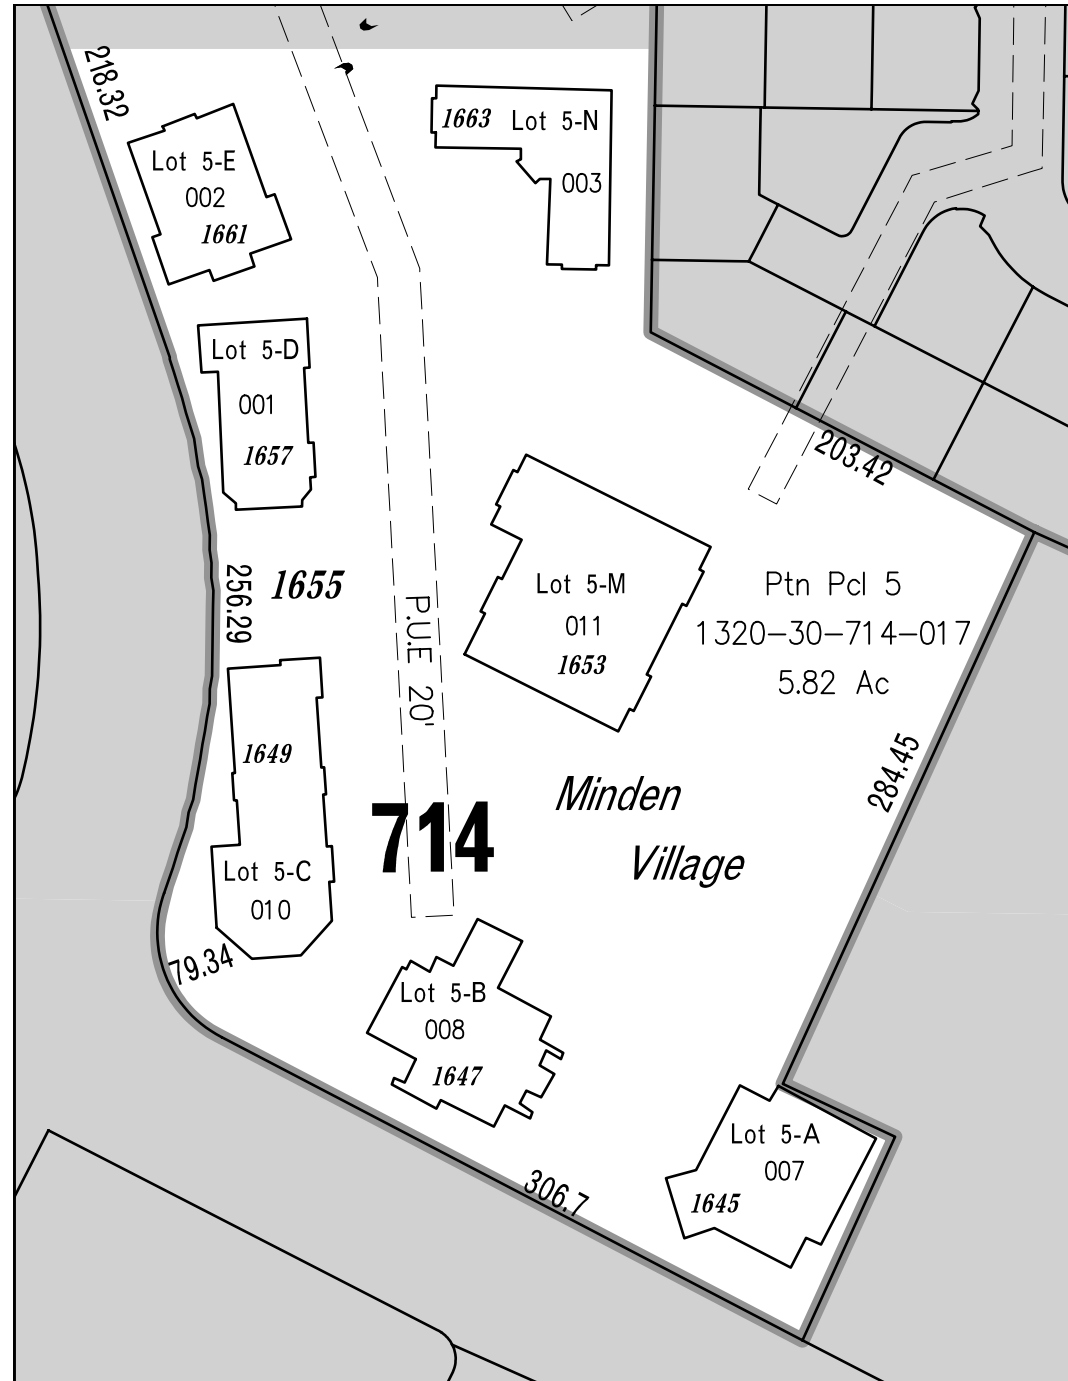 218.32
1663 Lot 5-N
003
Lot 5-E
002
1661
Lot 5-D
001
1657
203.42
256.29
1655
P.U.E 20'
Lot 5-M
011
1653
Ptn Pcl 5
1320-30-714-017
5.82 Ac
1649
Lot 5-C
010
714
Minden
Village
284.45
79.34
Lot 5-B
008
1647
Lot 5-A
007
1645
306.7